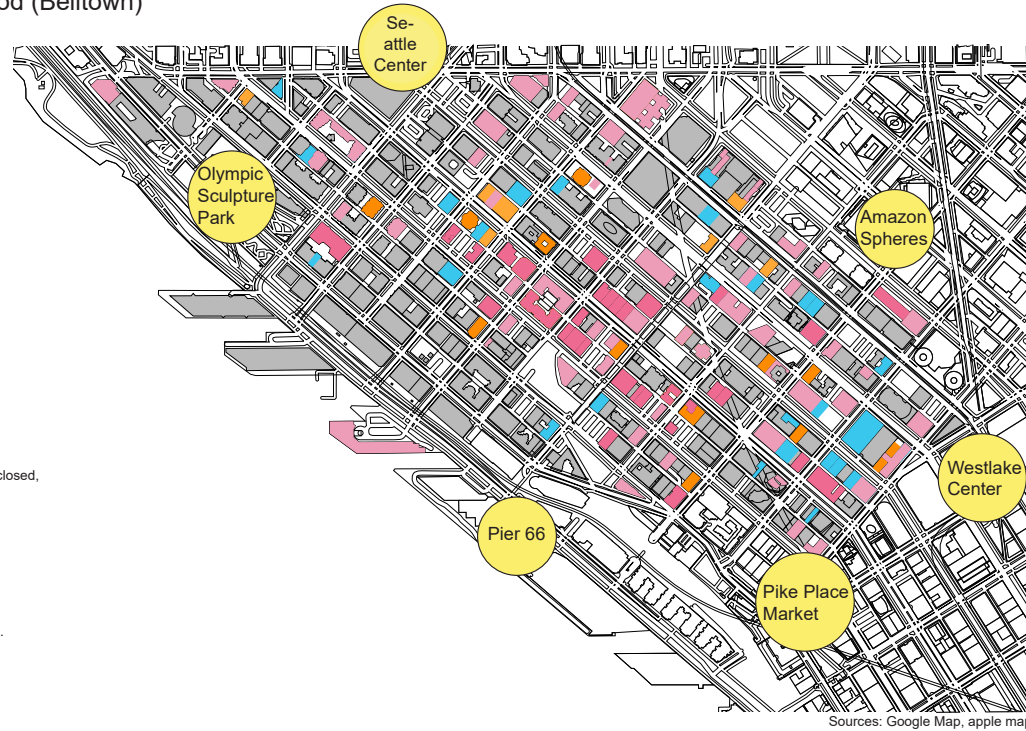 od (Belltown)
Se-
attle
Center
Olympic
Sculpture
Park
Amazon
Spheres
closed,
Westlake
Center
Pier 66
Pike Place
Market
.
Sources: Google Map, apple map